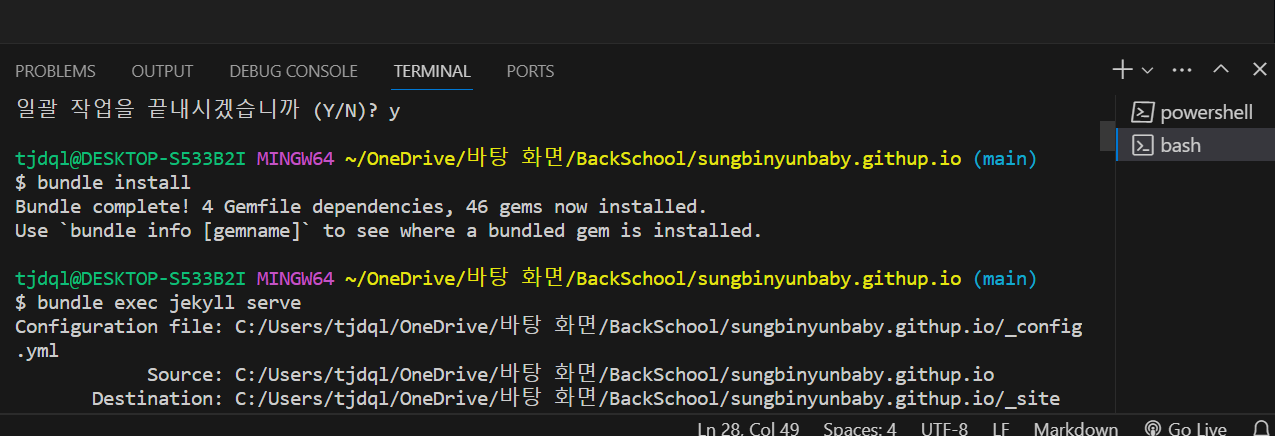 PROBLEMS OUTPUT DEBUG CONSOLE TERMINAL PORTS
일괄 작업을 끝내시겠습니까 (Y/N)? y
powershell
bash
tjdql@DESKTOP-S533B2I MINGW64 ~/OneDrive/바탕 화면/BackSchool/sungbinyunbaby.githup.io (main)
$ bundle install
Bundle complete! 4 Gemfile dependencies, 46 gems now installed.
Use `bundle info [gemname]` to see where a bundled gem is installed.
tjdql@DESKTOP-S533B2I MINGW64 ~/OneDrive/바탕 화면/BackSchool/sungbinyunbaby.githup.io (main)
$ bundle exec jekyll serve
Configuration file: C:/Users/tjdql/OneDrive/바탕 화면/BackSchool/sungbinyunbaby.githup.io/_config
.yml
Source: C:/Users/tjdql/OneDrive/바탕 화면/BackSchool/sungbinyunbaby.githup.io
Destination: C:/Users/tjdql/OneDrive/바탕 화면/BackSchool/sungbinyunbaby.githup.io/_site
Ln 28, Col 49 Spaces: 4 UTF-8 LF Markdown Go Live